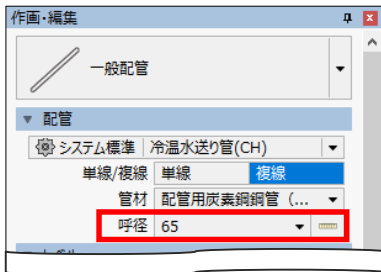 作画・編集
一般配管
配管
システム標準 冷温水送り管(CH)
単線/複線 単線 複線
管材 配管用炭素鋼鋼管 (...
呼径 65